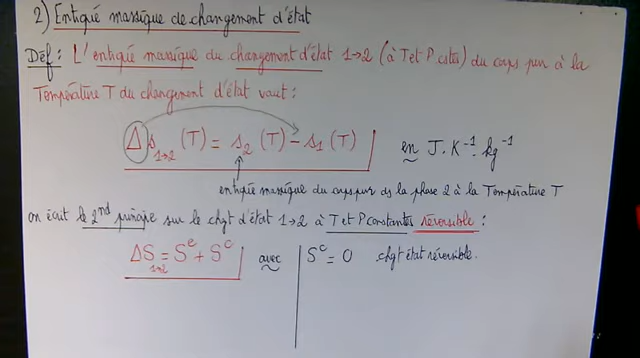 2) Entropie massique de changement d'état
Déf : L'entropie massique du changement d'état 1→2 (à T et P cstes) du corps pur à la
Température T du changement d'état vaut :
Δs₁→₂ (T) = s₂ (T) - s₁ (T) en J. K⁻¹. kg⁻¹
entropie massique du corps pur ds la phase 2 à la Température T
on écrit le 2nd principe sur le chgt d'état 1→2 à T et P constantes réversible :
ΔS₁→₂ = Sᵉ + Sᶜ avec Sᶜ = 0 chgt état réversible.